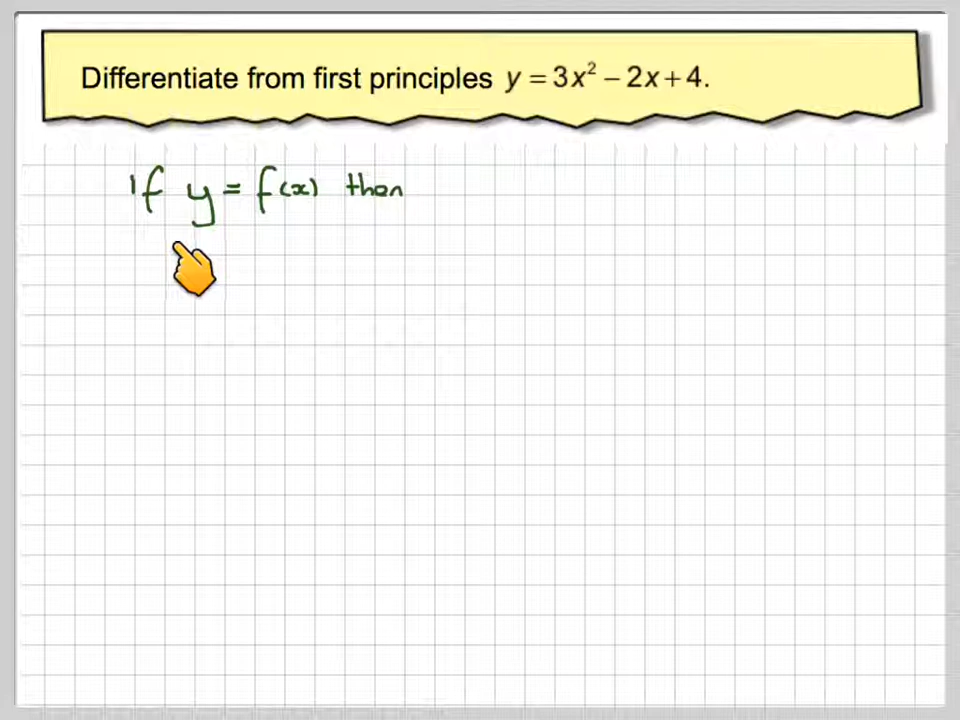 Differentiate from first principles y = 3x² − 2x + 4.
If y = f(x) then